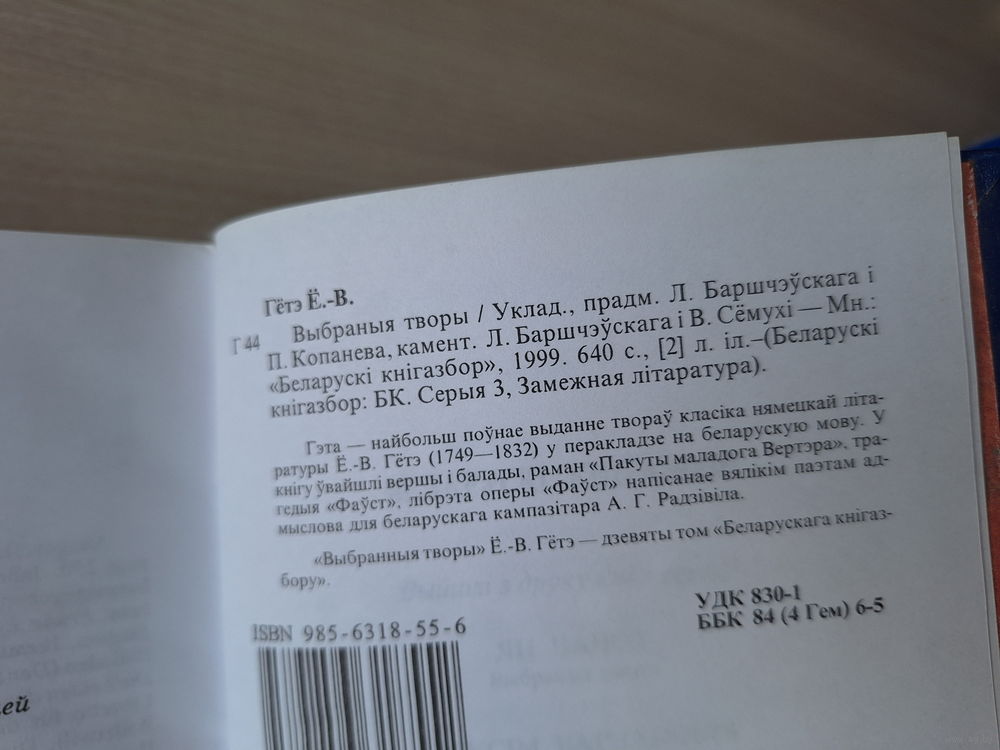 Гётэ Ё.-В.
Г 44
Выбраныя творы / Уклад., прадм. Л. Баршчэўскага і
П. Копанева, камент. Л. Баршчэўскага і В. Сёмухі — Мн.:
«Беларускі кнігазбор», 1999. 640 с., [2] л. іл.–(Беларускі
кнігазбор: БК. Серыя 3, Замежная літаратура).
Гэта — найбольш поўнае выданне твораў класіка нямецкай літа-
ратуры Ё.-В. Гётэ (1749—1832) у перакладзе на беларускую мову. У
кнігу ўвайшлі вершы і балады, раман «Пакуты маладога Вертэра», тра-
гедыя «Фаўст», лібрэта оперы «Фаўст» напісанае вялікім паэтам ад-
мыслова для беларускага кампазітара А. Г. Радзівіла.
«Выбранныя творы» Ё.-В. Гётэ — дзевяты том «Беларускага кнігаз-
бору».
УДК 830-1
ББК 84 (4 Гем) 6-5
ISBN 985-6318-55-6
ей